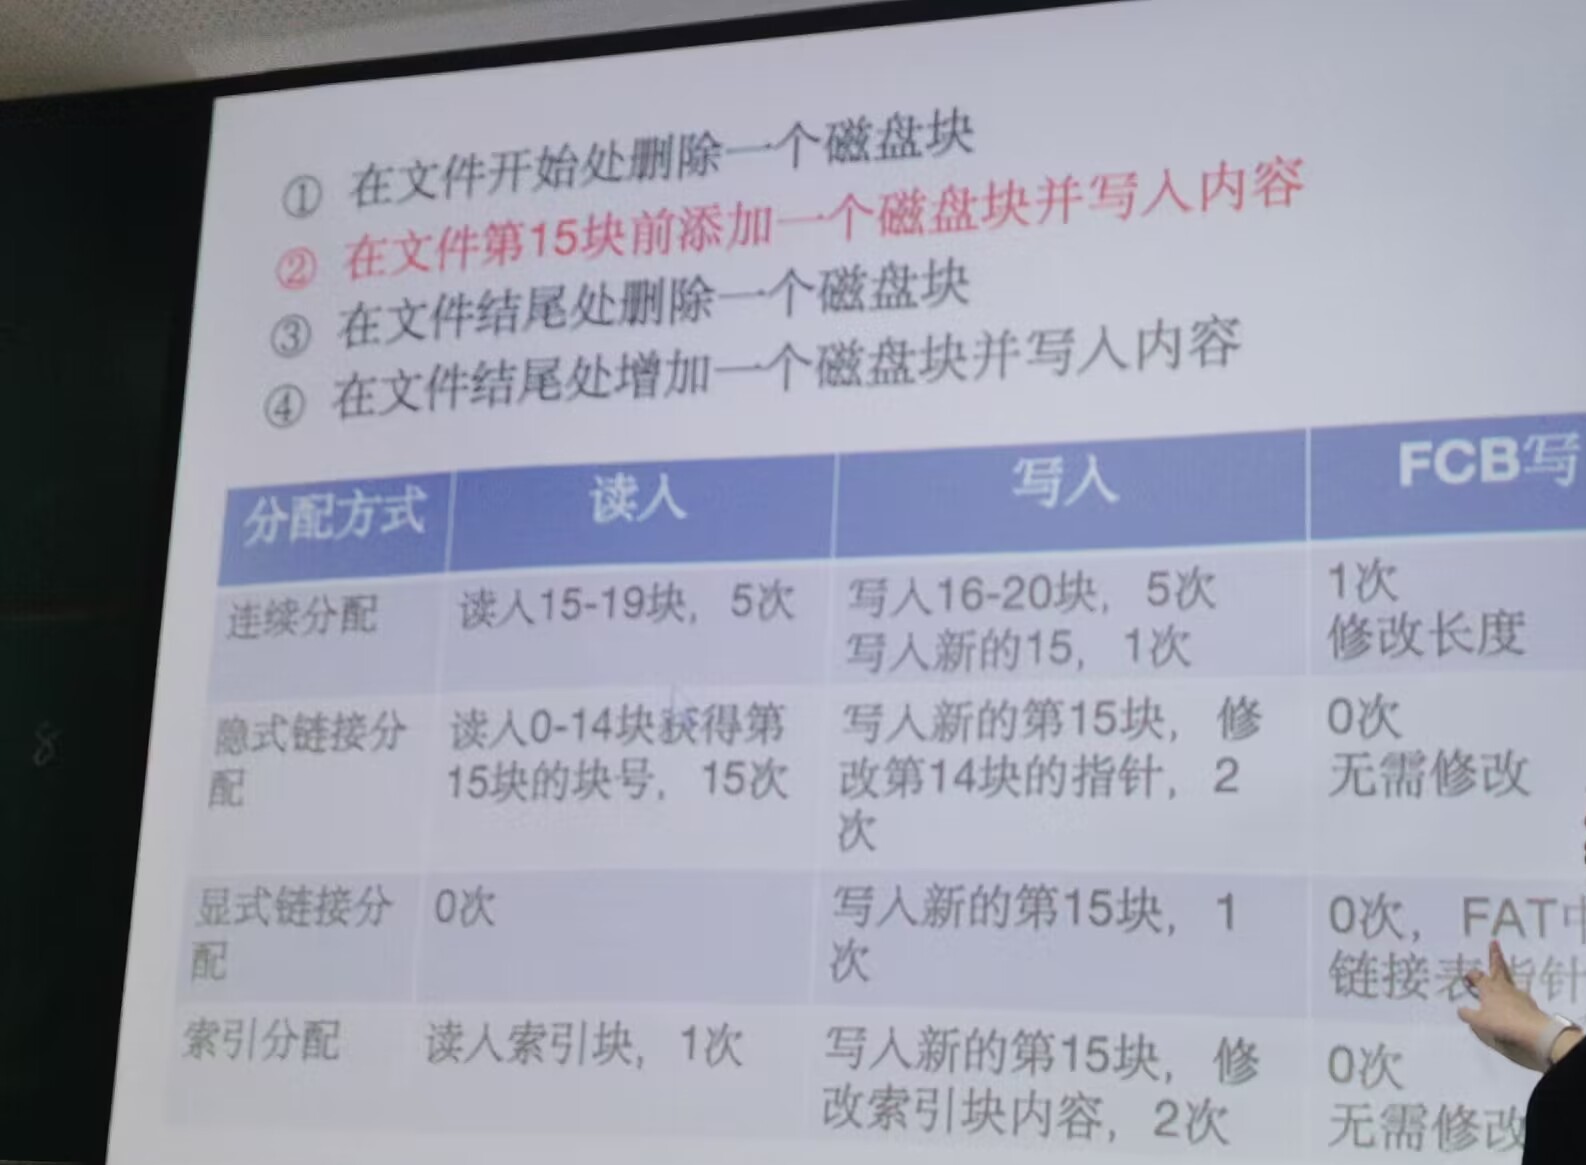 ① 在文件开始处删除一个磁盘块
② 在文件第15块前添加一个磁盘块并写入内容
③ 在文件结尾处删除一个磁盘块
④ 在文件结尾处增加一个磁盘块并写入内容
分配方式 读入 写入 FCB写
连续分配 读入15-19块，5次 写入16-20块，5次
写入新的15，1次 1次
修改长度
隐式链接分
配 读入0-14块获得第
15块的块号，15次 写入新的第15块，修
改第14块的指针，2
次 0次
无需修改
显式链接分
配 0次 写入新的第15块，1
次 0次，FAT中
链接表指针
索引分配 读入索引块，1次 写入新的第15块，修
改索引块内容，2次 0次
无需修改
8